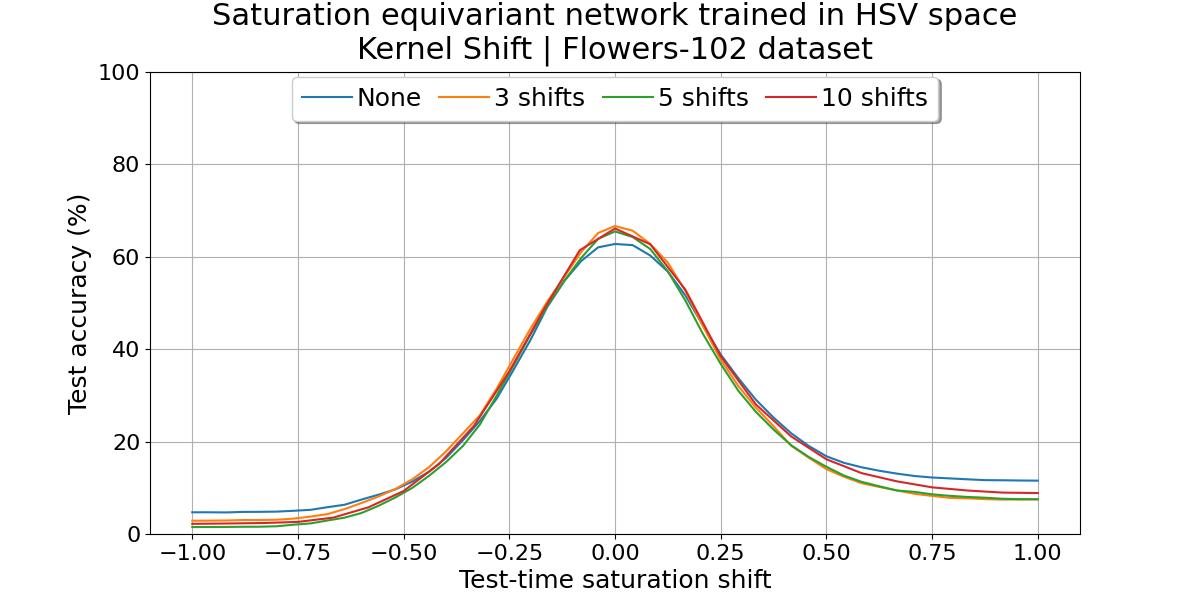 Saturation equivariant network trained in HSV space
Kernel Shift | Flowers-102 dataset
None 3 shifts 5 shifts 10 shifts
100
80
60
40
20
0
Test accuracy (%)
−1.00 −0.75 −0.50 −0.25 0.00 0.25 0.50 0.75 1.00
Test-time saturation shift